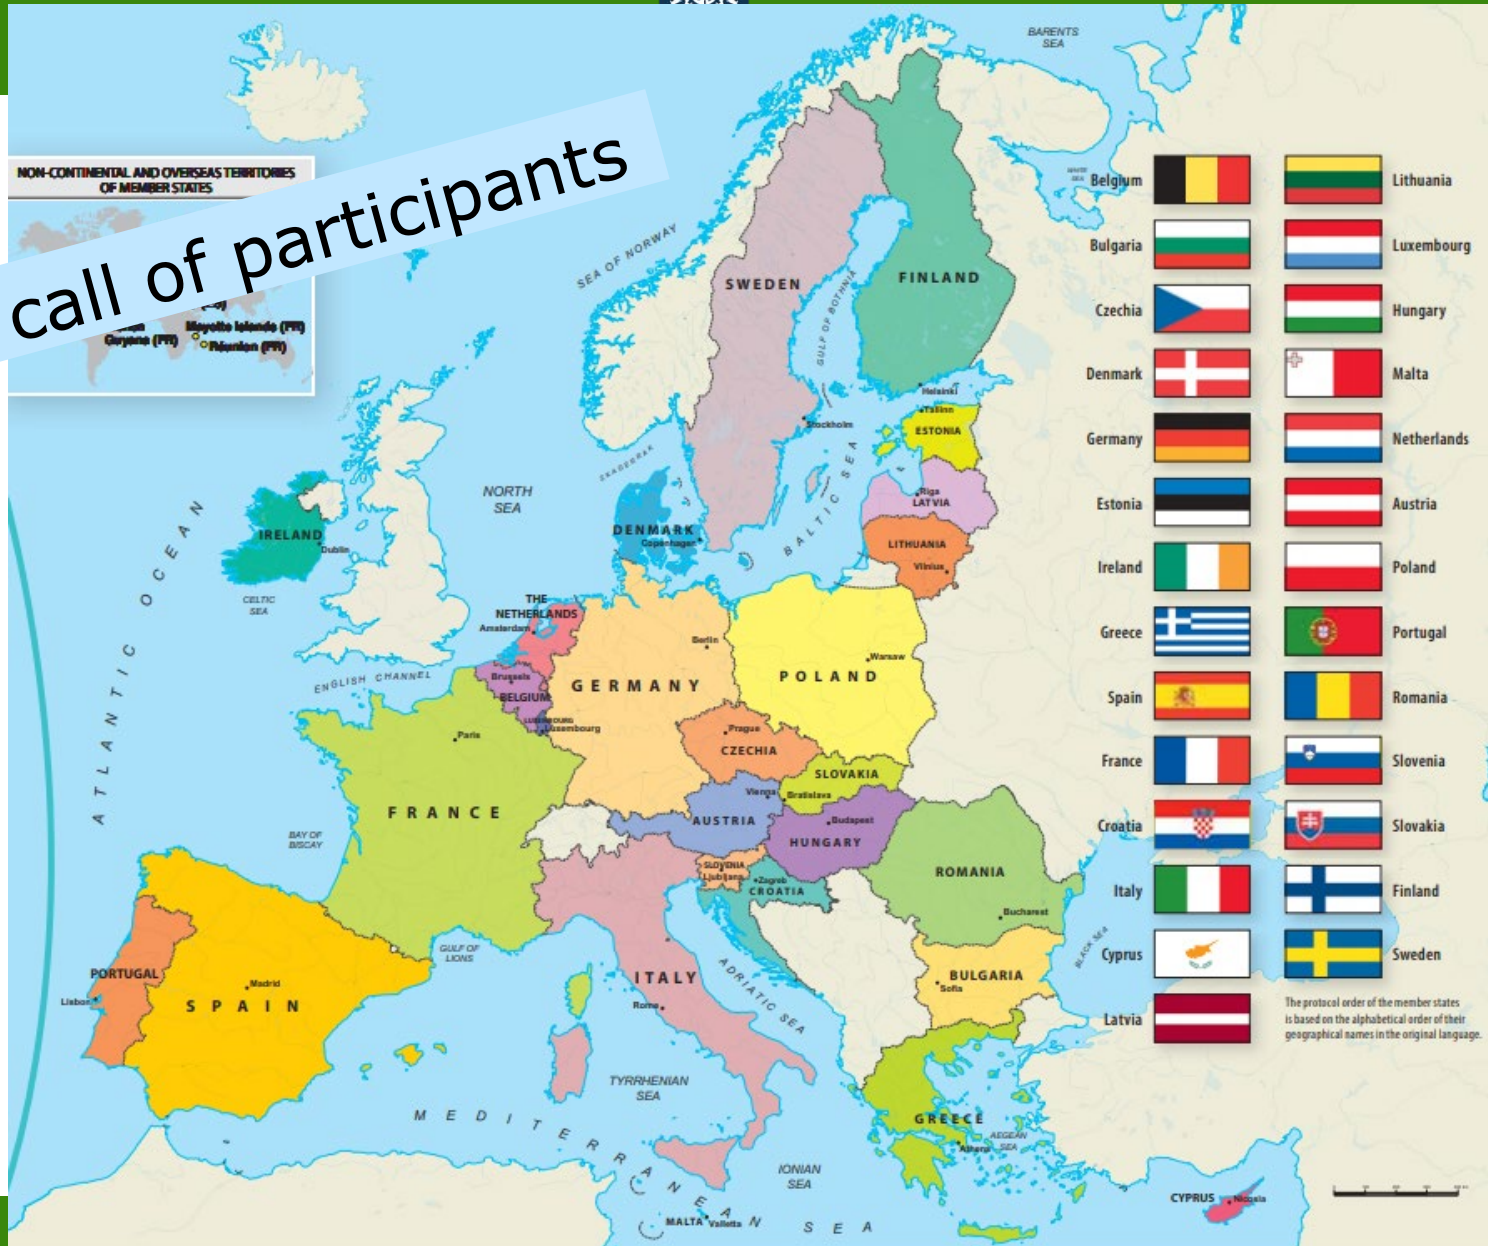 call of participants
NON-CONTINENTAL AND OVERSEAS TERRITORIES
OF MEMBER STATES
Mayotte Islands (FR)
Guyana (FR)
Réunion (FR)
BARENTS
SEA
WHITE
SEA
SEA OF NORWAY
SWEDEN
FINLAND
GULF OF BOTHNIA
Helsinki
Tallinn
Stockholm
ESTONIA
SKAGERRAK
BALTIC SEA
Riga
LATVIA
NORTH
SEA
DENMARK
Copenhagen
LITHUANIA
Vilnius
IRELAND
Dublin
CELTIC
SEA
ATLANTIC OCEAN
THE
NETHERLANDS
Amsterdam
Berlin
Warsaw
ENGLISH CHANNEL
Brussels
BELGIUM
GERMANY
POLAND
LUXEMBOURG
Luxembourg
Paris
Prague
CZECHIA
SLOVAKIA
Vienna
Bratislava
FRANCE
AUSTRIA
Budapest
HUNGARY
BAY OF
BISCAY
SLOVENIA
Ljubljana
Zagreb
CROATIA
ROMANIA
Bucharest
GULF OF
LIONS
BLACK SEA
PORTUGAL
Lisbon
Madrid
SPAIN
ITALY
Rome
ADRIATIC SEA
BULGARIA
Sofia
TYRRHENIAN
SEA
MEDITERRANEAN SEA
GREECE
Athens
AEGEAN
SEA
IONIAN
SEA
MALTA
Valletta
CYPRUS
Nicosia
Belgium
Lithuania
Bulgaria
Luxembourg
Czechia
Hungary
Denmark
Malta
Germany
Netherlands
Estonia
Austria
Ireland
Poland
Greece
Portugal
Spain
Romania
France
Slovenia
Croatia
Slovakia
Italy
Finland
Cyprus
Sweden
Latvia
The protocol order of the member states
is based on the alphabetical order of their
geographical names in the original language.